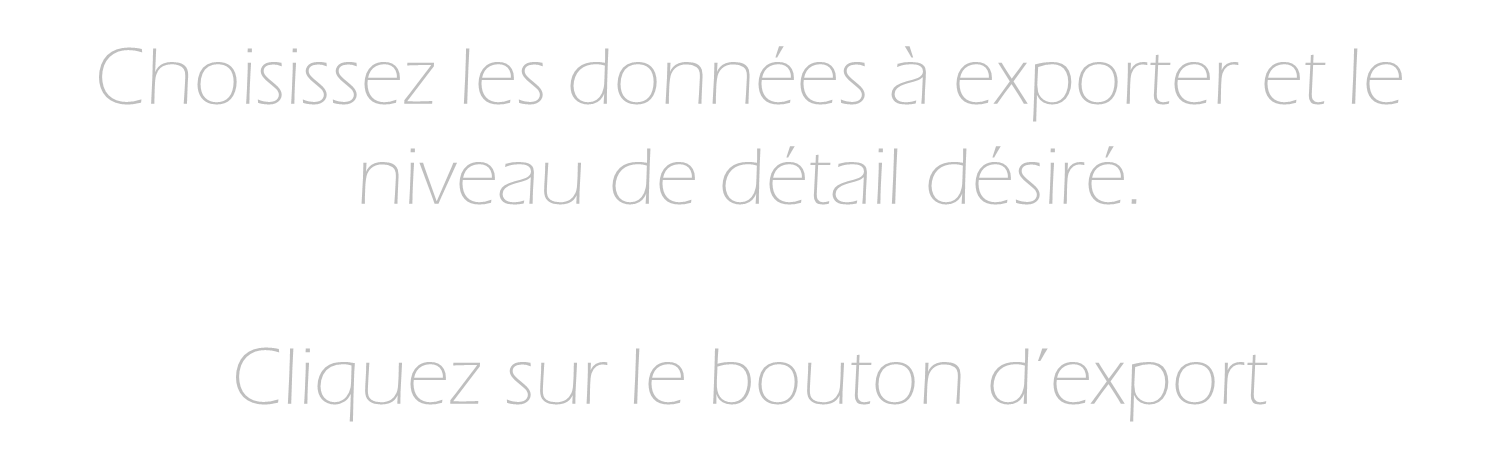 Choisissez les données à exporter et le
niveau de détail désiré.
Cliquez sur le bouton d’export